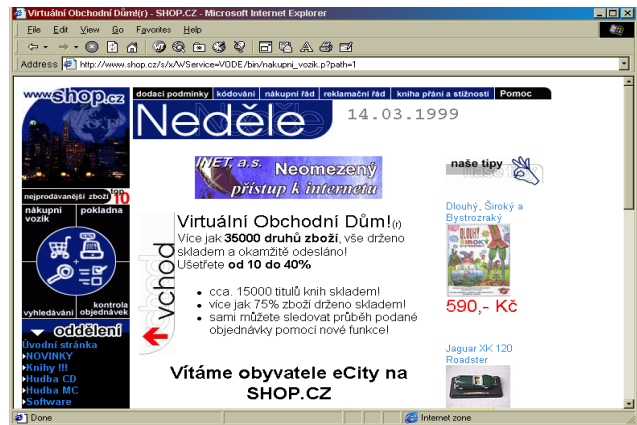 Virtuální Obchodní Dům!(r) - SHOP.CZ - Microsoft Internet Explorer
File Edit View Go Favorites Help
Address http://www.shop.cz/s/x/WService=VODE/bin/nakupni_vozik.p?path=1
www.shop.cz
dodací podmínky kódování nákupní řád reklamační řád kniha přání a stížností Pomoc
Neděle
14.03.1999
INET, a.s. Neomezený
přístup k internetu
naše tipy
nejprodávanější zboží top 10
nákupní vozík
pokladna
vyhledávání
kontrola objednávek
oddělení
Úvodní stránka
NOVINKY
Knihy !!!
Hudba CD
Hudba MC
Software
vchod
Virtuální Obchodní Dům!(r)
Více jak 35000 druhů zboží, vše drženo
skladem a okamžitě odesláno!
Ušetřete od 10 do 40%
cca. 15000 titulů knih skladem!
více jak 75% zboží drženo skladem!
sami můžete sledovat průběh podané
objednávky pomocí nové funkce!
Vítáme obyvatele eCity na
SHOP.CZ
Dlouhý, Široký a
Bystrozraký
DLOUHÝ
ŠIROKÝ
590,- Kč
Jaguar XK 120
Roadster
Done
Internet zone